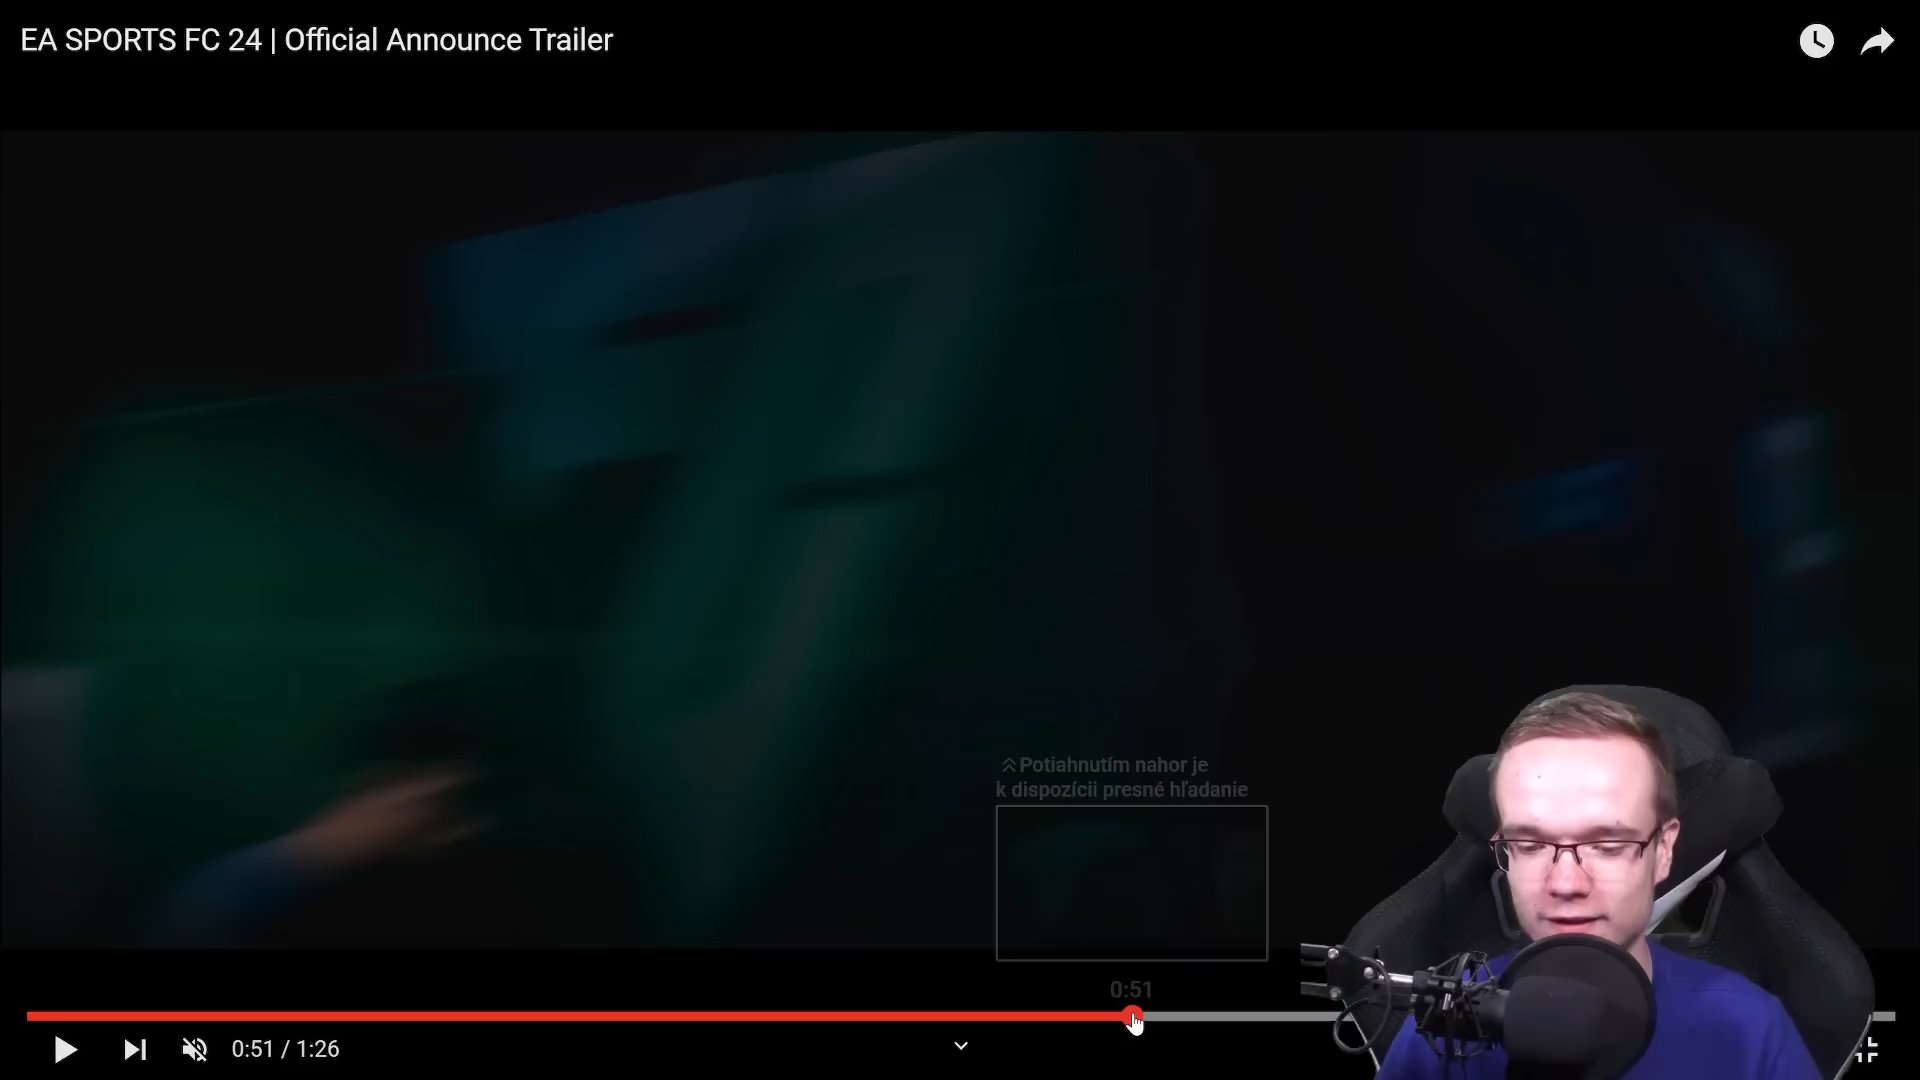 EA SPORTS FC 24 | Official Announce Trailer
Potiahnutím nahor je
k dispozícii presné hľadanie
0:51
0:51 / 1:26